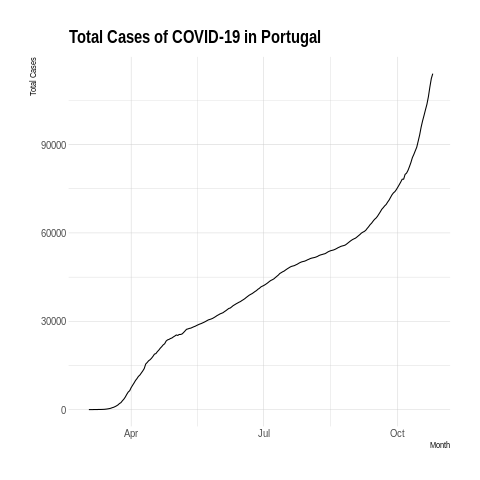 Total Cases of COVID-19 in Portugal
Total Cases
90000
60000
30000
0
Apr Jul Oct
Month